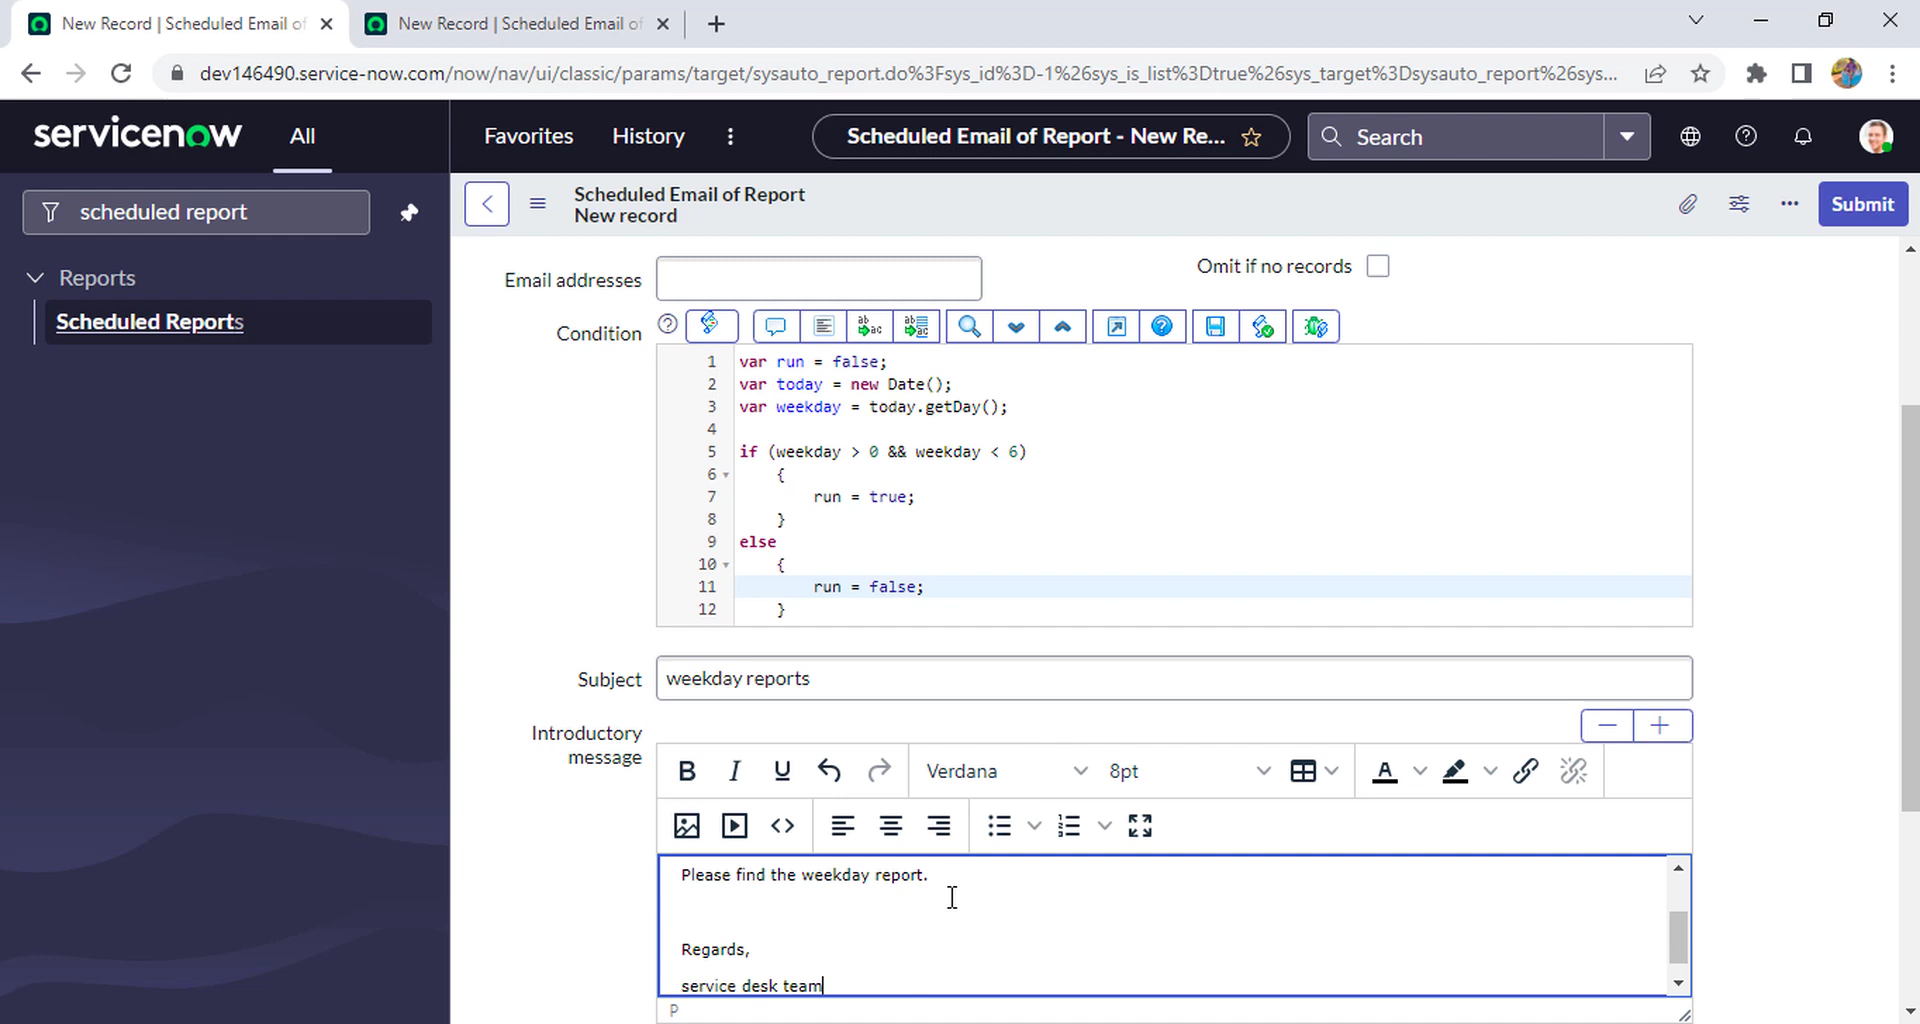 New Record | Scheduled Email of
New Record | Scheduled Email of
dev146490.service-now.com/now/nav/ui/classic/params/target/sysauto_report.do%3Fsys_id%3D-1%26sys_is_list%3Dtrue%26sys_target%3Dsysauto_report%26sys...
servicenow
All
Favorites
History
Scheduled Email of Report - New Re...
Search
scheduled report
Reports
Scheduled Reports
Scheduled Email of Report
New record
Submit
Email addresses
Omit if no records
Condition
1 var run = false;
2 var today = new Date();
3 var weekday = today.getDay();
4
5 if (weekday > 0 && weekday < 6)
6 {
7 run = true;
8 }
9 else
10 {
11 run = false;
12 }
Subject
weekday reports
Introductory
message
B I U
Verdana
8pt
A
Please find the weekday report.
Regards,
service desk team
P